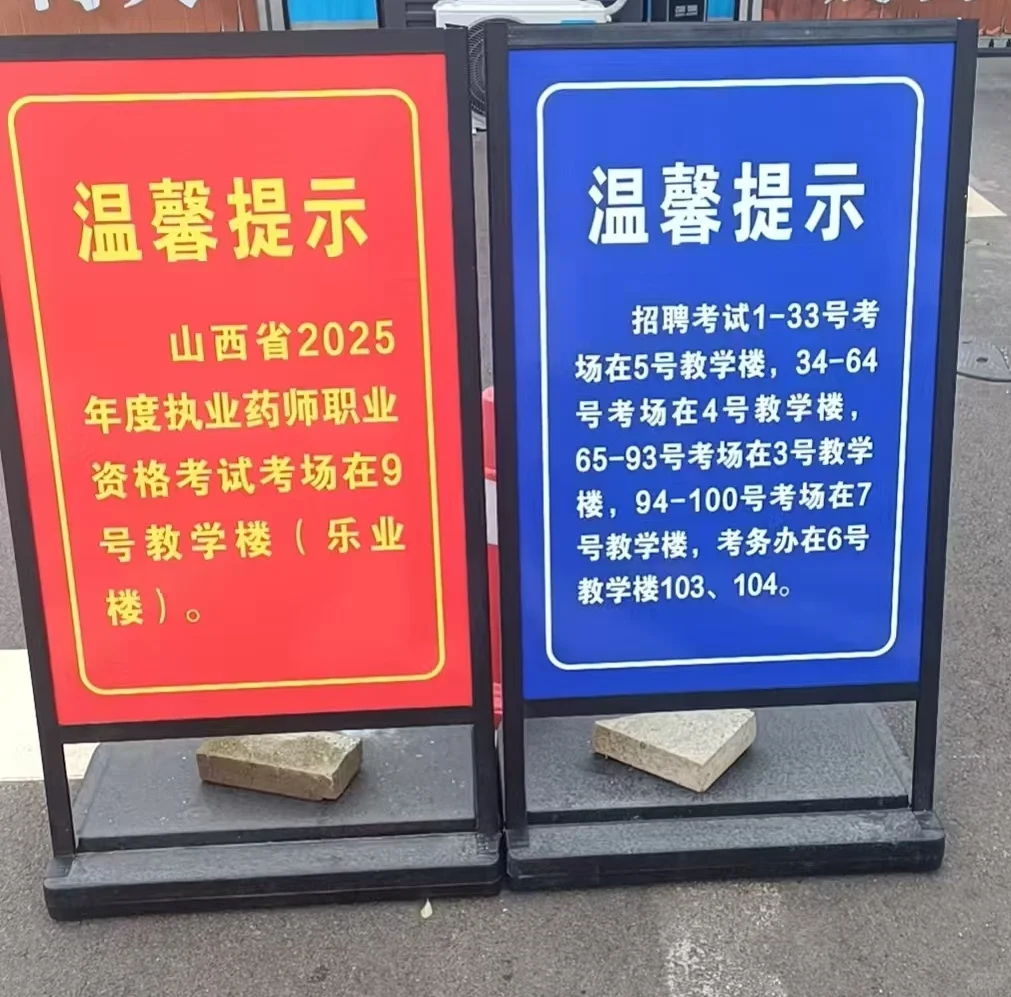 温馨提示
山西省2025
年度执业药师职业
资格考试考场在9
号教学楼（乐业
楼）。
温馨提示
招聘考试1-33号考
场在5号教学楼，34-64
号考场在4号教学楼，
65-93号考场在3号教学
楼，94-100号考场在7
号教学楼，考务办在6号
教学楼103、104。